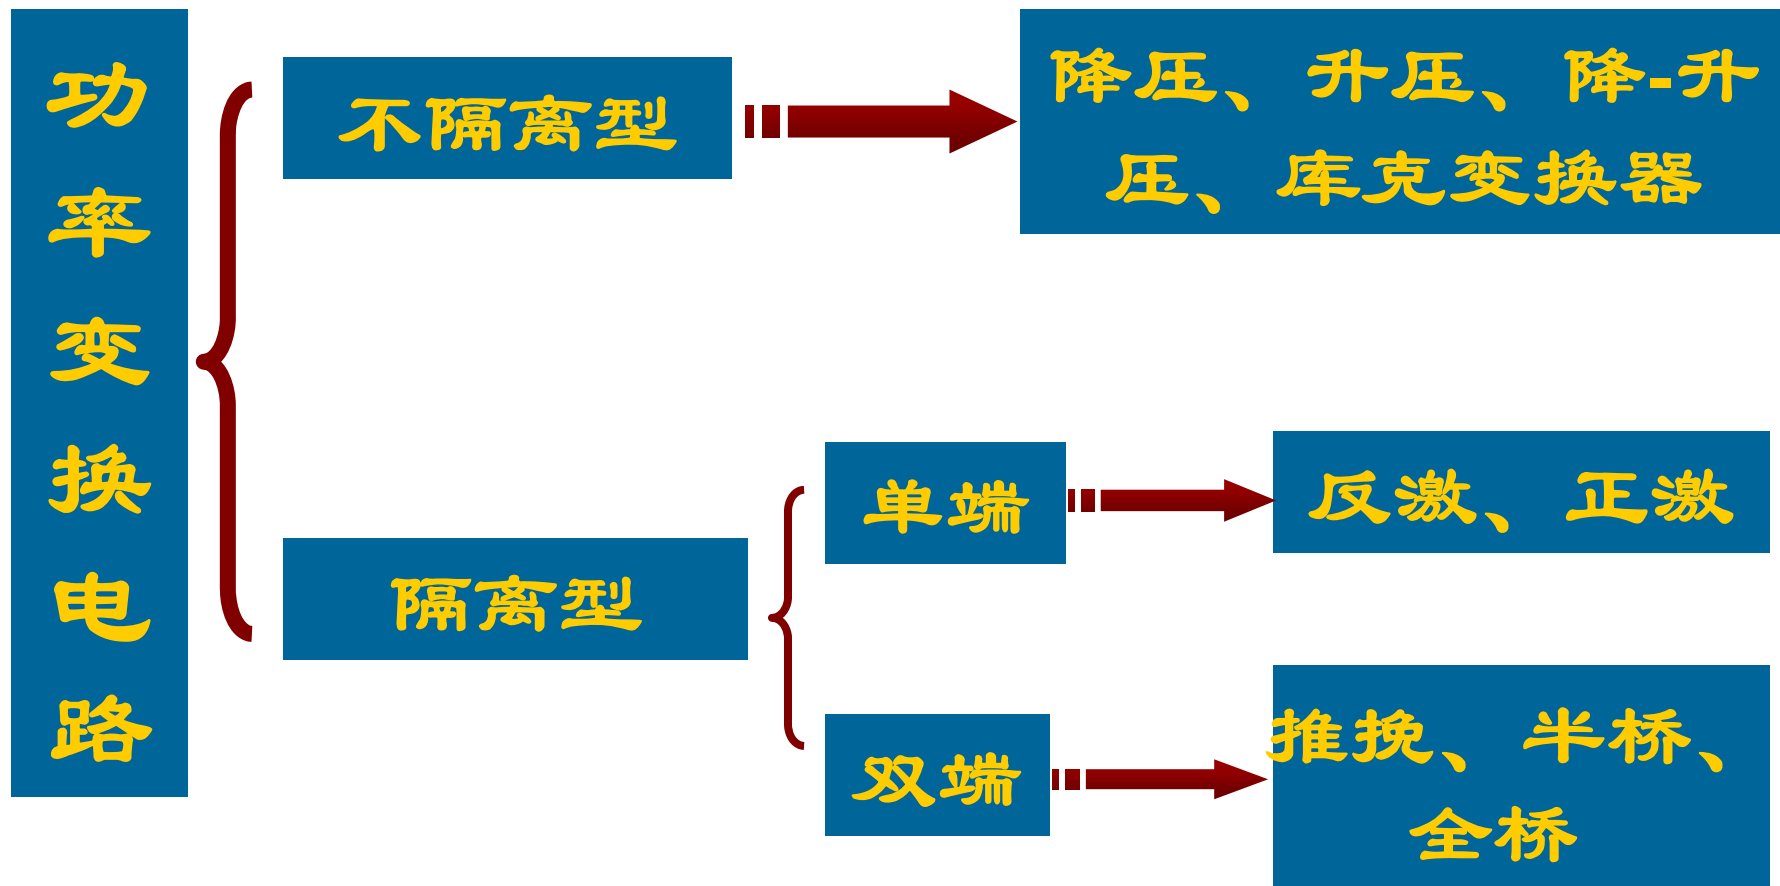 功率变换电路
不隔离型
降压、升压、降-升
压、库克变换器
隔离型
单端
反激、正激
双端
推挽、半桥、
全桥